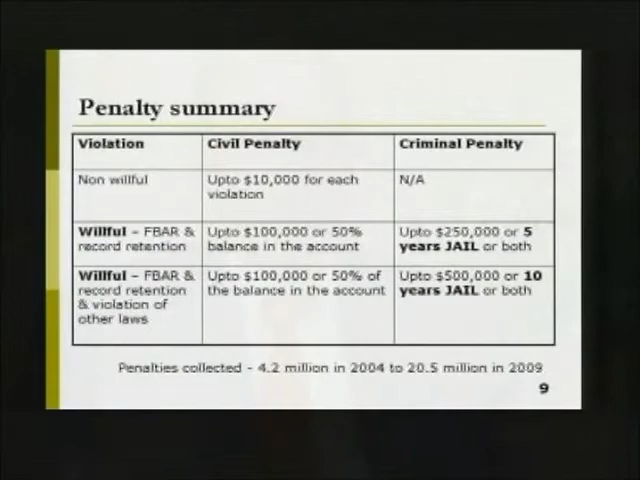 Penalty summary
Violation Civil Penalty Criminal Penalty
Non willful Upto $10,000 for each N/A
violation
Willful – FBAR & Upto $100,000 or 50% Upto $250,000 or 5
record retention balance in the account years JAIL or both
Willful – FBAR & Upto $100,000 or 50% of Upto $500,000 or 10
record retention the balance in the account years JAIL or both
& violation of
other laws
Penalties collected - 4.2 million in 2004 to 20.5 million in 2009
9